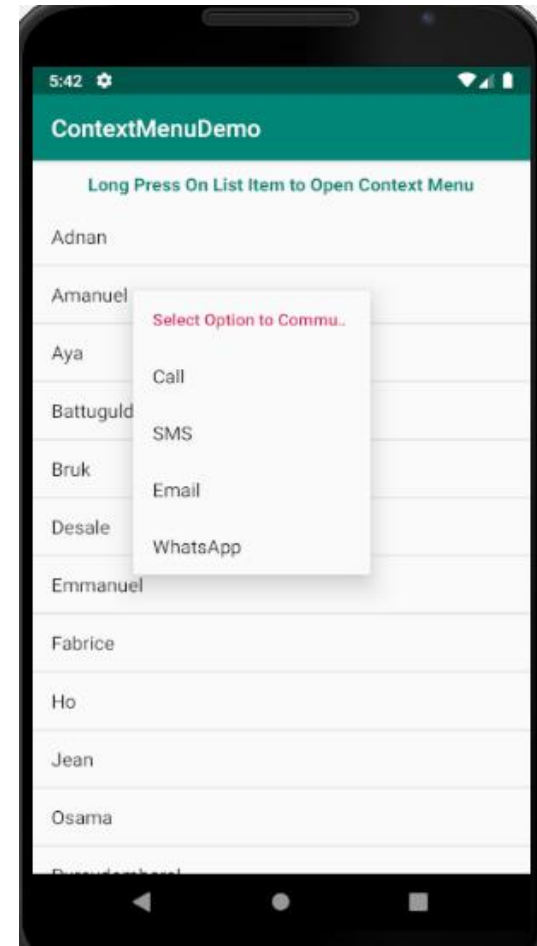 5:42
ContextMenuDemo
Long Press On List Item to Open Context Menu
Adnan
Amanuel
Select Option to Commu..
Aya
Call
Battuguld
SMS
Bruk
Email
Desale
WhatsApp
Emmanuel
Fabrice
Ho
Jean
Osama